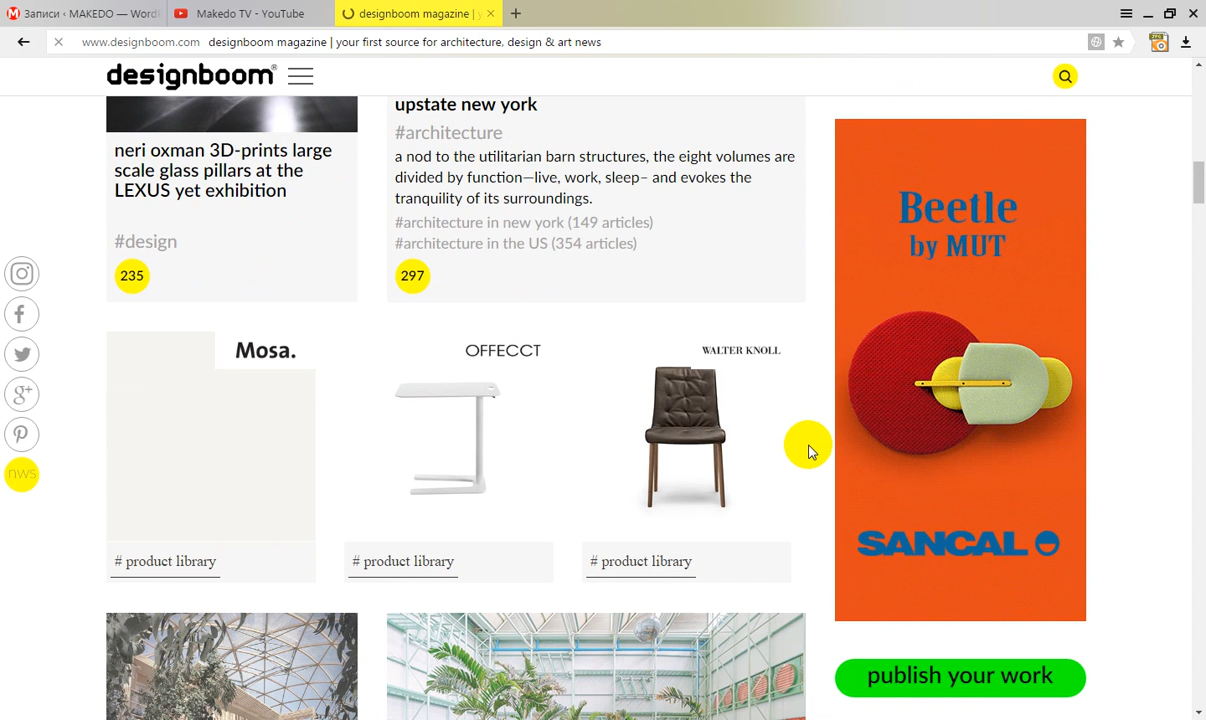 Записи ‹ MAKEDO — Word
Makedo TV - YouTube
designboom magazine | y
www.designboom.com designboom magazine | your first source for architecture, design & art news
designboom®
neri oxman 3D-prints large
scale glass pillars at the
LEXUS yet exhibition
#design
235
upstate new york
#architecture
a nod to the utilitarian barn structures, the eight volumes are
divided by function—live, work, sleep– and evokes the
tranquility of its surroundings.
#architecture in new york (149 articles)
#architecture in the US (354 articles)
297
nws
Mosa.
OFFECCT
WALTER KNOLL
# product library
# product library
# product library
Beetle
by MUT
SANCAL
publish your work